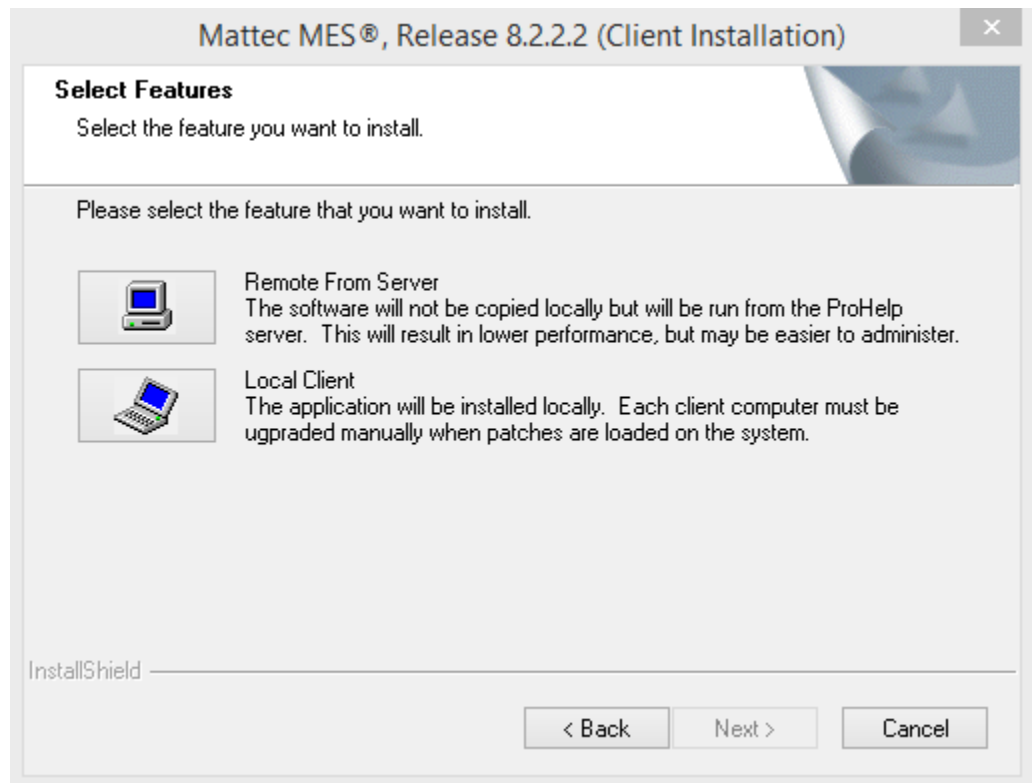 Mattec MES®, Release 8.2.2.2 (Client Installation)
Select Features
Select the feature you want to install.
Please select the feature that you want to install.
Remote From Server
The software will not be copied locally but will be run from the ProHelp
server.  This will result in lower performance, but may be easier to administer.
Local Client
The application will be installed locally.  Each client computer must be
ugpraded manually when patches are loaded on the system.
InstallShield
< Back
Next >
Cancel